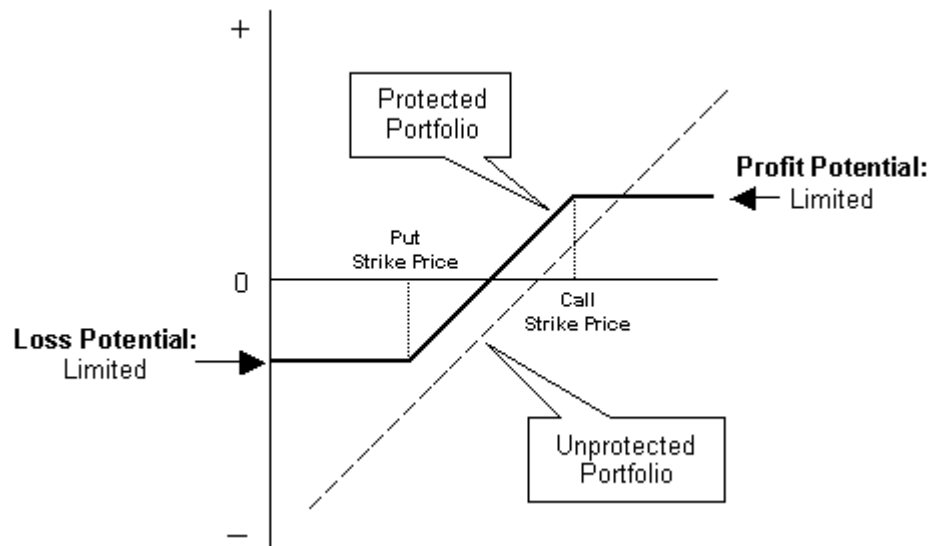 +
Protected
Portfolio
Profit Potential:
Limited
Put
Strike Price
0
Call
Strike Price
Loss Potential:
Limited
Unprotected
Portfolio
–